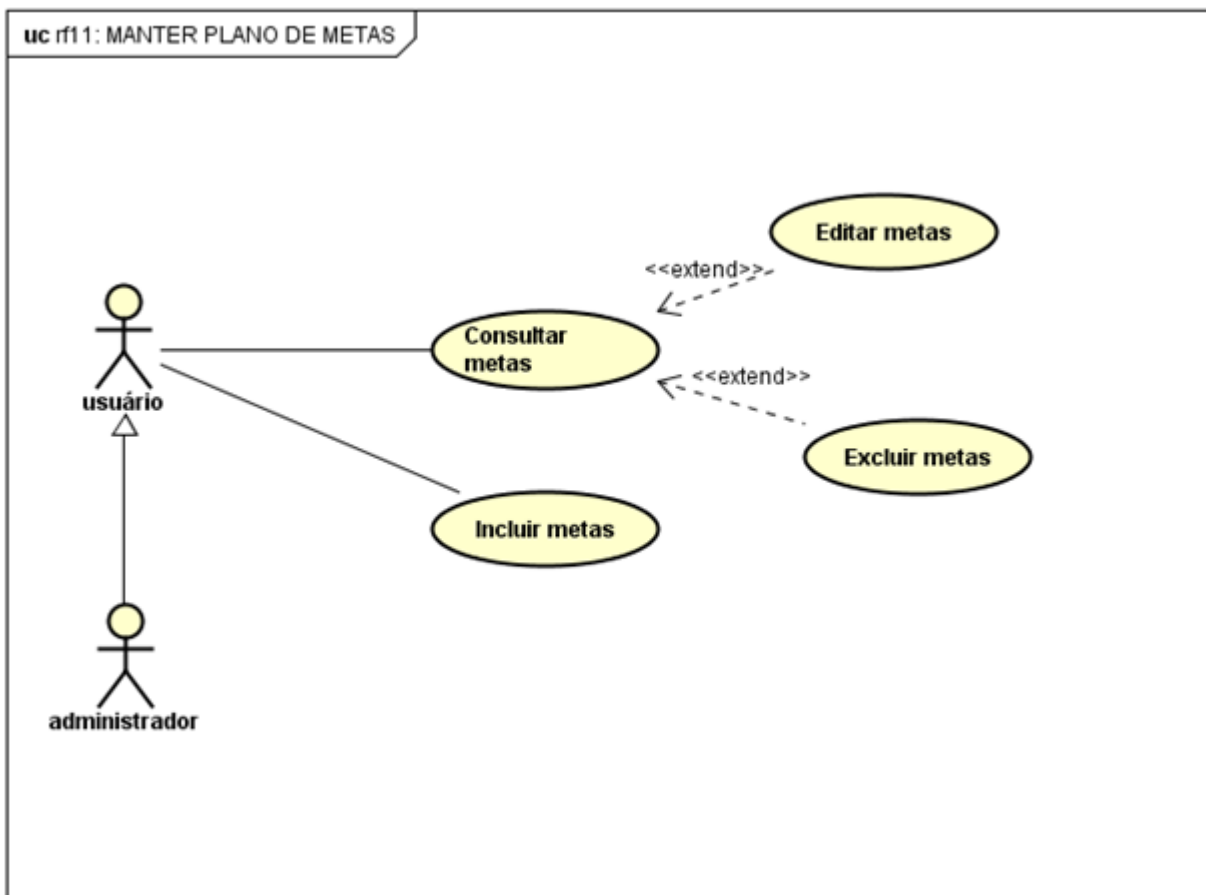 uc rf11: MANTER PLANO DE METAS
Editar metas
<<extend>>
Consultar
metas
<<extend>>
usuário
Excluir metas
Incluir metas
administrador